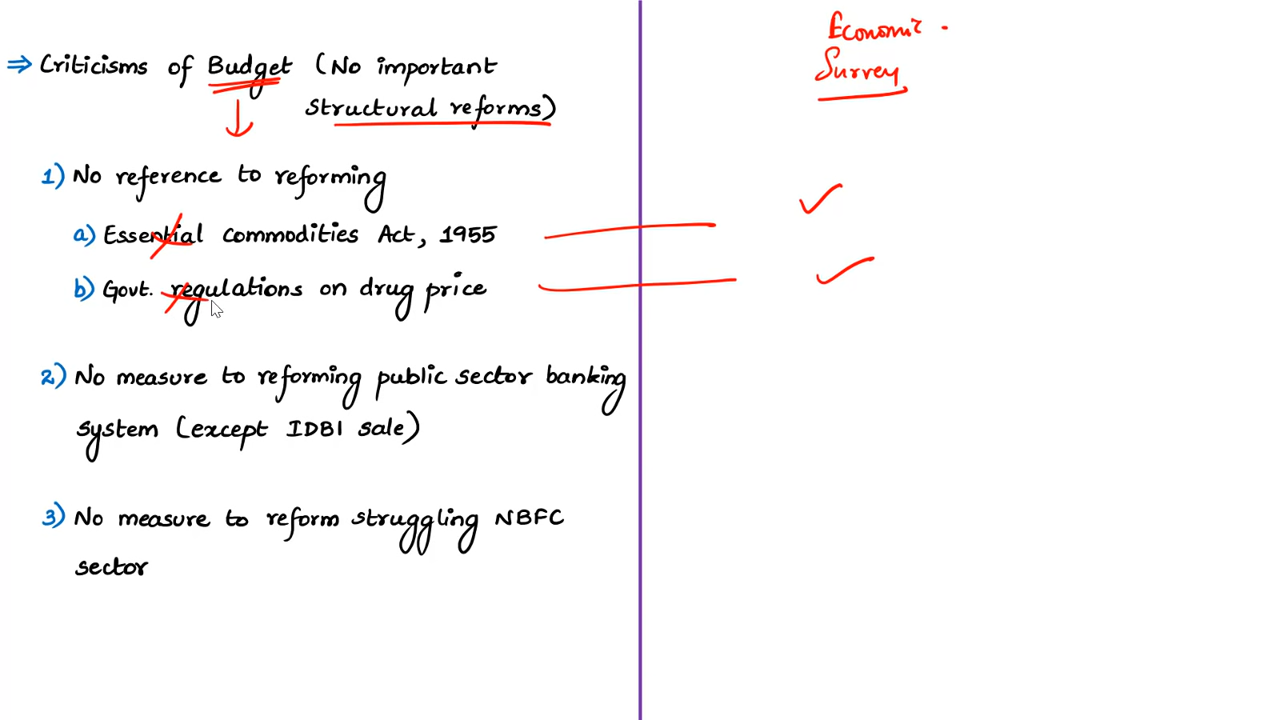 ⇒ Criticisms of Budget (No important
structural reforms)
1) No reference to reforming
a) Essential commodities Act, 1955
b) Govt. regulations on drug price
2) No measure to reforming public sector banking
system (except IDBI sale)
3) No measure to reform struggling NBFC
sector
Economic
Survey